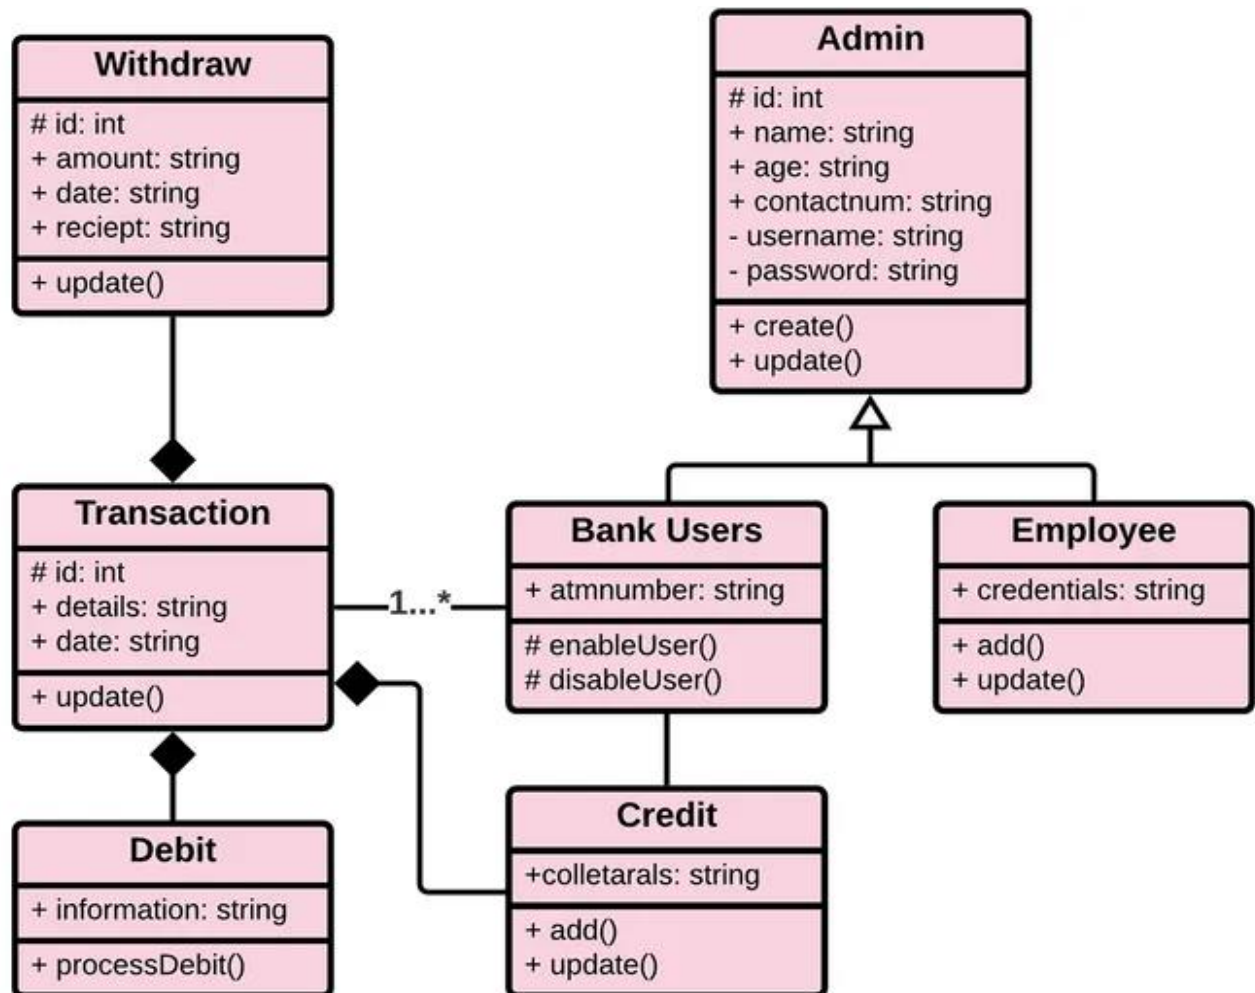 Withdraw
# id: int
+ amount: string
+ date: string
+ reciept: string
+ update()
Admin
# id: int
+ name: string
+ age: string
+ contactnum: string
- username: string
- password: string
+ create()
+ update()
Transaction
# id: int
+ details: string
+ date: string
+ update()
1...*
Bank Users
+ atmnumber: string
# enableUser()
# disableUser()
Employee
+ credentials: string
+ add()
+ update()
Debit
+ information: string
+ processDebit()
Credit
+colletarals: string
+ add()
+ update()